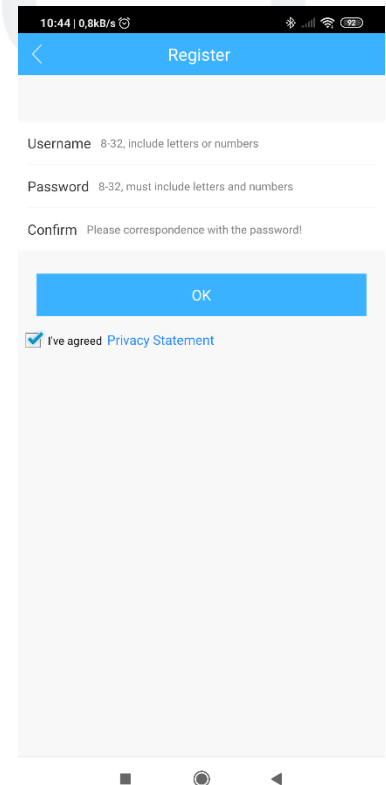 10:44 | 0,8kB/s
92
Register
Username 8-32, include letters or numbers
Password 8-32, must include letters and numbers
Confirm Please correspondence with the password!
OK
I've agreed Privacy Statement